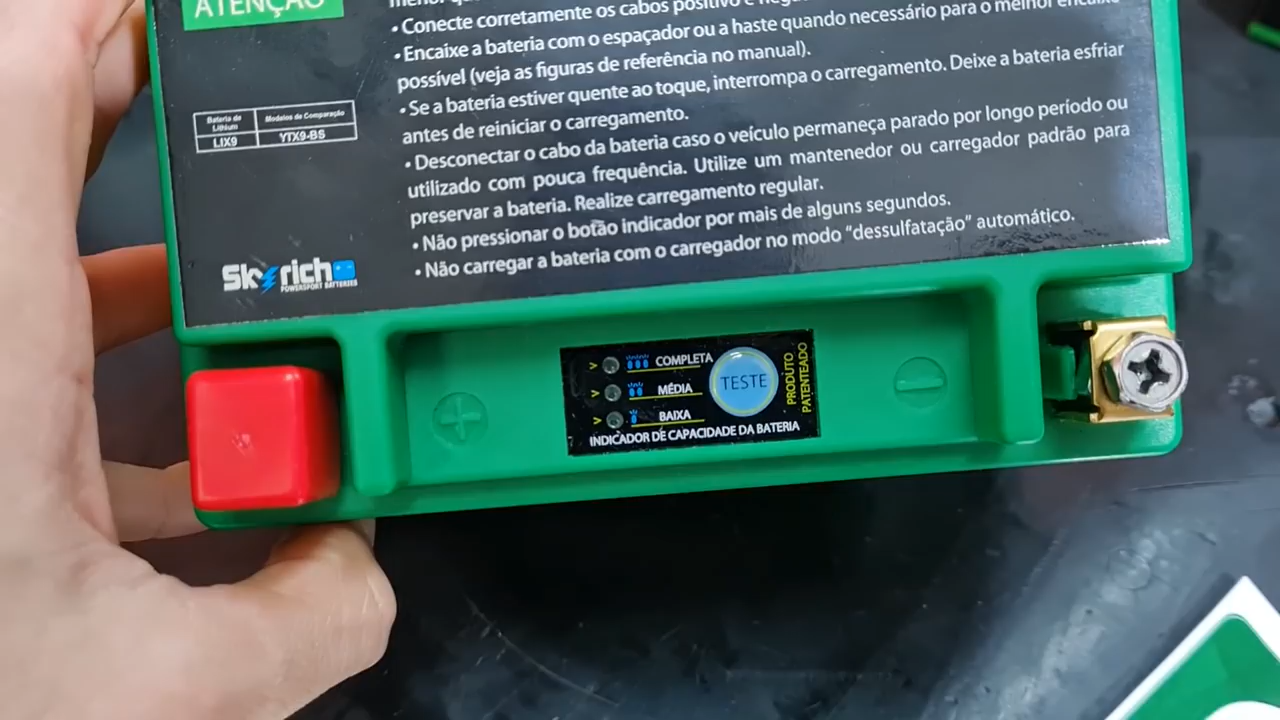 ATENÇÃO
• Conecte corretamente os cabos positivo e
• Encaixe a bateria com o espaçador ou a haste quando necessário para o melhor encaixe
possível (veja as figuras de referência no manual).
• Se a bateria estiver quente ao toque, interrompa o carregamento. Deixe a bateria esfriar
antes de reiniciar o carregamento.
• Desconectar o cabo da bateria caso o veículo permaneça parado por longo período ou
utilizado com pouca frequência. Utilize um mantenedor ou carregador padrão para
preservar a bateria. Realize carregamento regular.
• Não pressionar o botão indicador por mais de alguns segundos.
• Não carregar a bateria com o carregador no modo “dessulfatação” automático.
Bateria de Lithium
Modelos de Comparação
LIX9
YTX9-BS
Skyrich
POWERSPORT BATTERIES
> COMPLETA
> MÉDIA
> BAIXA
TESTE
PRODUTO
PATENTEADO
INDICADOR DE CAPACIDADE DA BATERIA